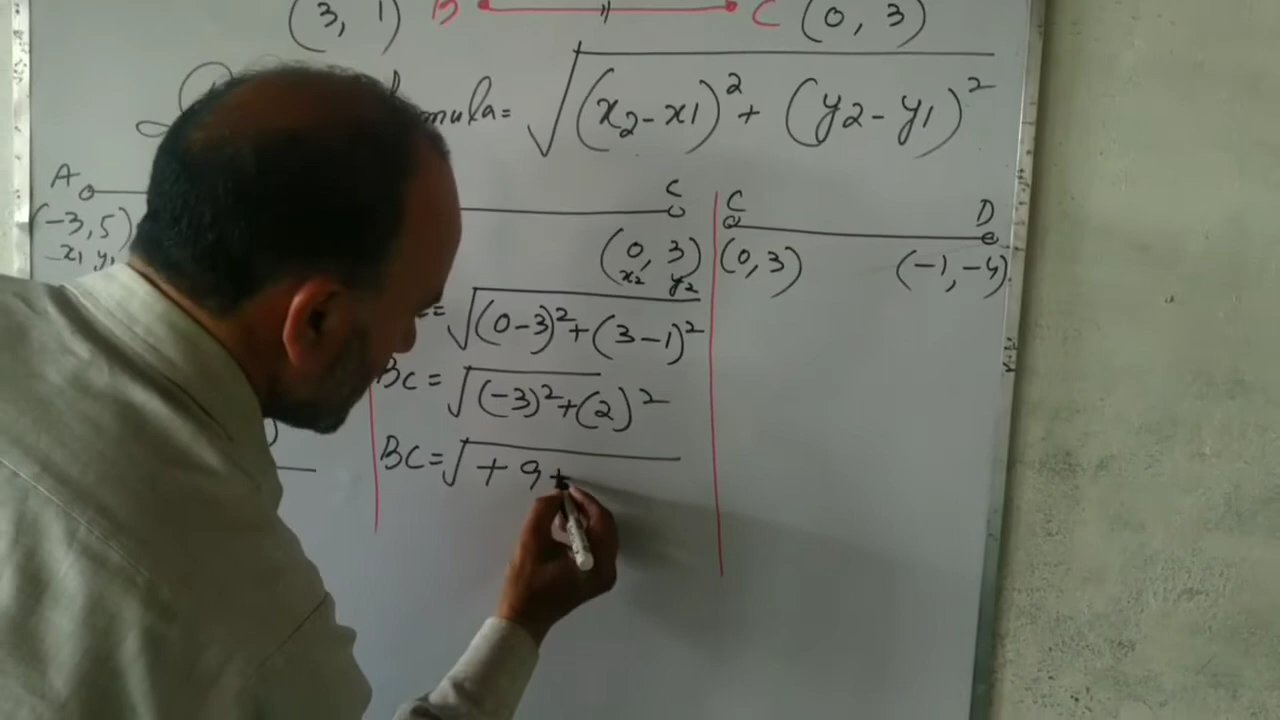 (3, 1) B C (0, 3)
mula= √(x2-x1)² + (y2-y1)²
A C C D
(-3, 5) (0, 3) (0, 3) (-1, -4)
x1 y1 x2 y2
= √(0-3)²+(3-1)²
BC= √(-3)²+(2)²
BC= √+9+